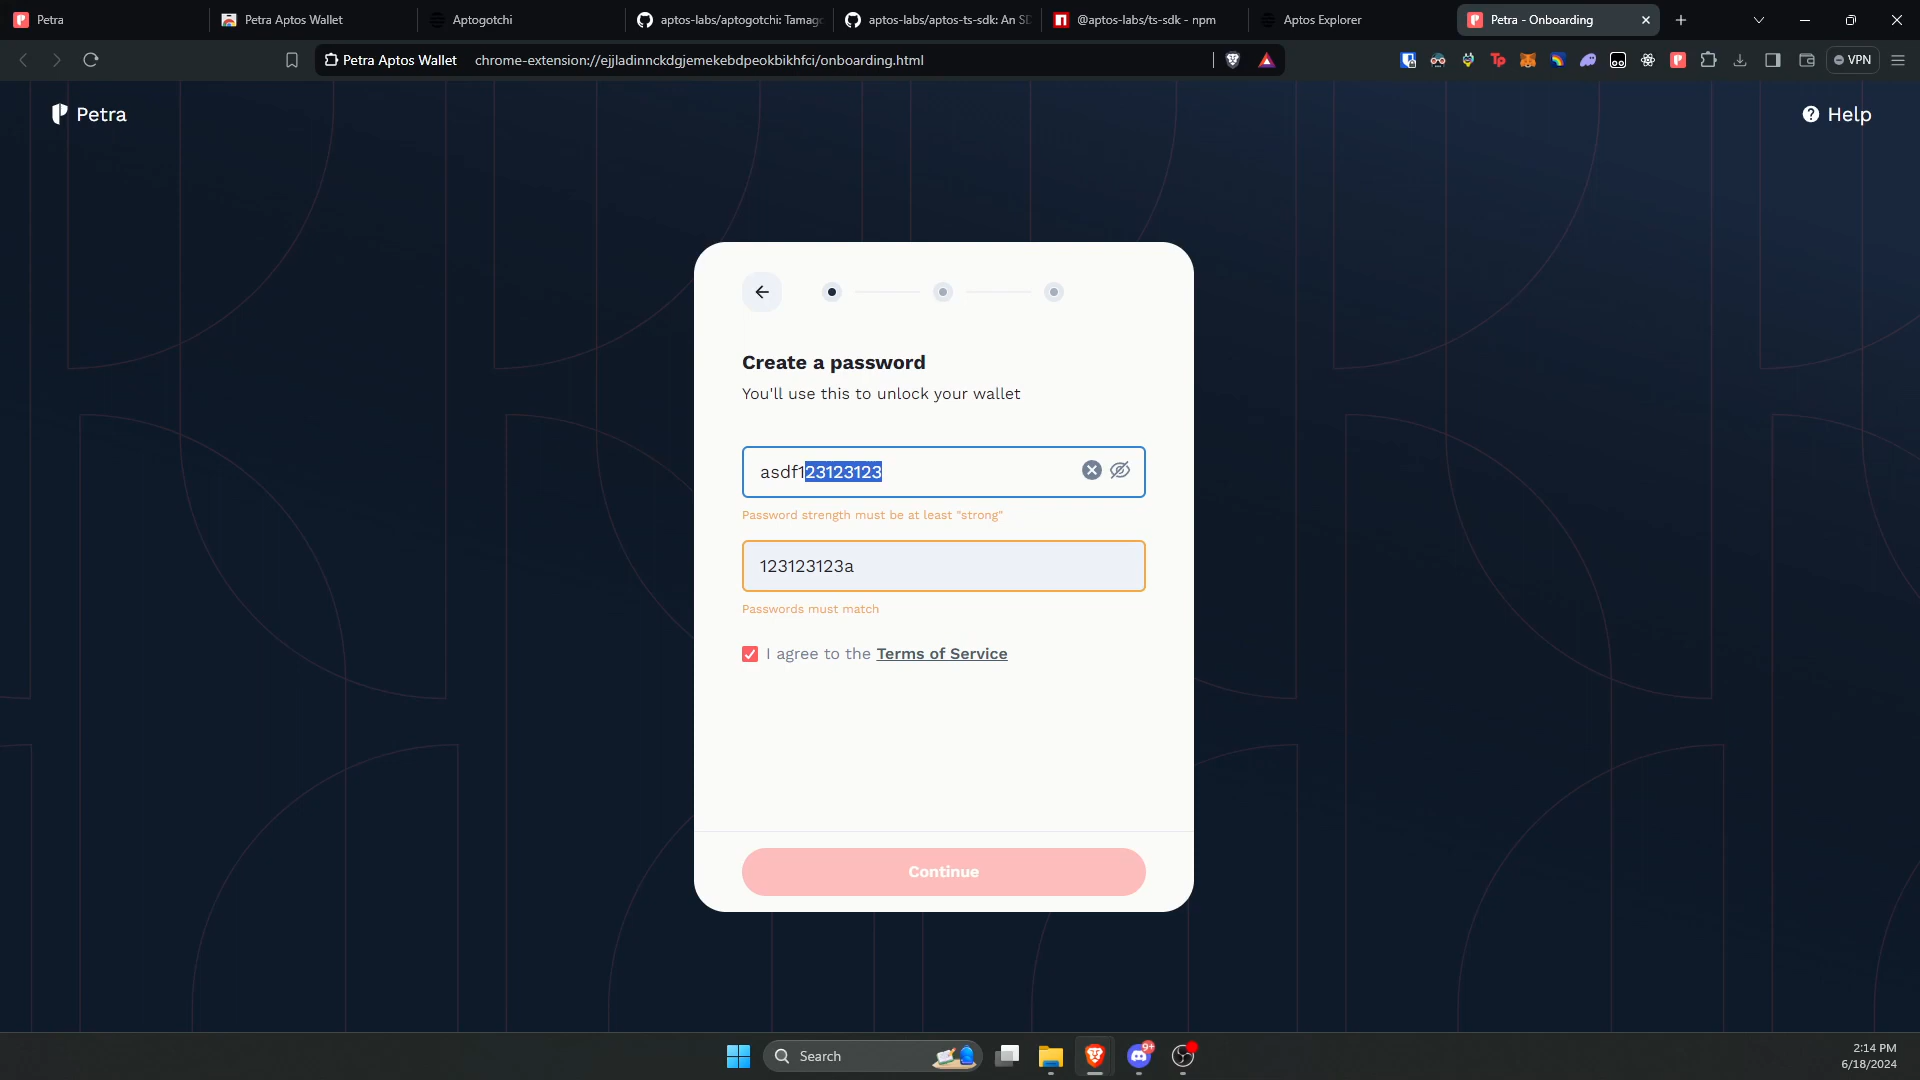 Petra
Petra Aptos Wallet
Aptogotchi
aptos-labs/aptogotchi: Tamag
aptos-labs/aptos-ts-sdk: An SD
@aptos-labs/ts-sdk - npm
Aptos Explorer
Petra - Onboarding
Petra Aptos Wallet
chrome-extension://ejjladinnckdgjemekebdpeokbikhfci/onboarding.html
Tp
VPN
Petra
Help
Create a password
You'll use this to unlock your wallet
asdf123123123
Password strength must be at least "strong"
123123123a
Passwords must match
I agree to the Terms of Service
Continue
Search
9+
2:14 PM
6/18/2024